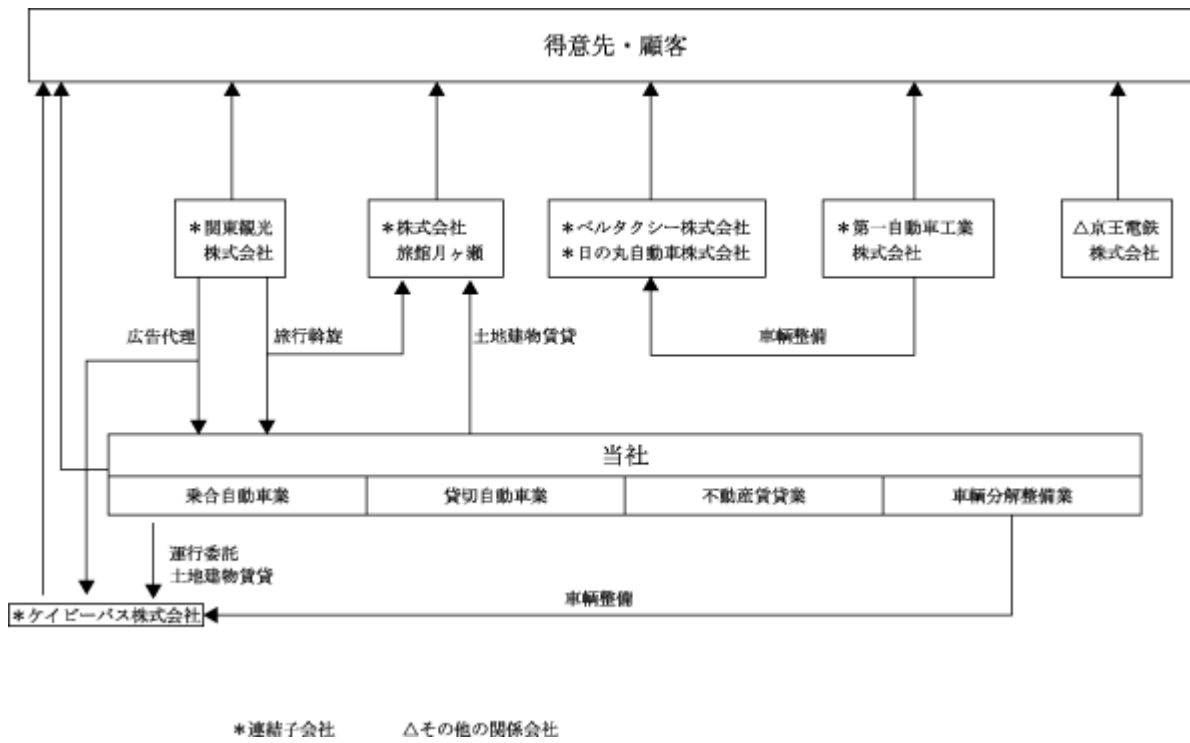 得意先・顧客
*関東観光
株式会社
*株式会社
旅館月ヶ瀬
*ベルタクシー株式会社
*日の丸自動車株式会社
*第一自動車工業
株式会社
△京王電鉄
株式会社
広告代理
旅行斡旋
土地建物賃貸
車輌整備
当社
乗合自動車業
貸切自動車業
不動産賃貸業
車輌分解整備業
運行委託
土地建物賃貸
車輌整備
*ケイビーバス株式会社
*連結子会社
△その他の関係会社